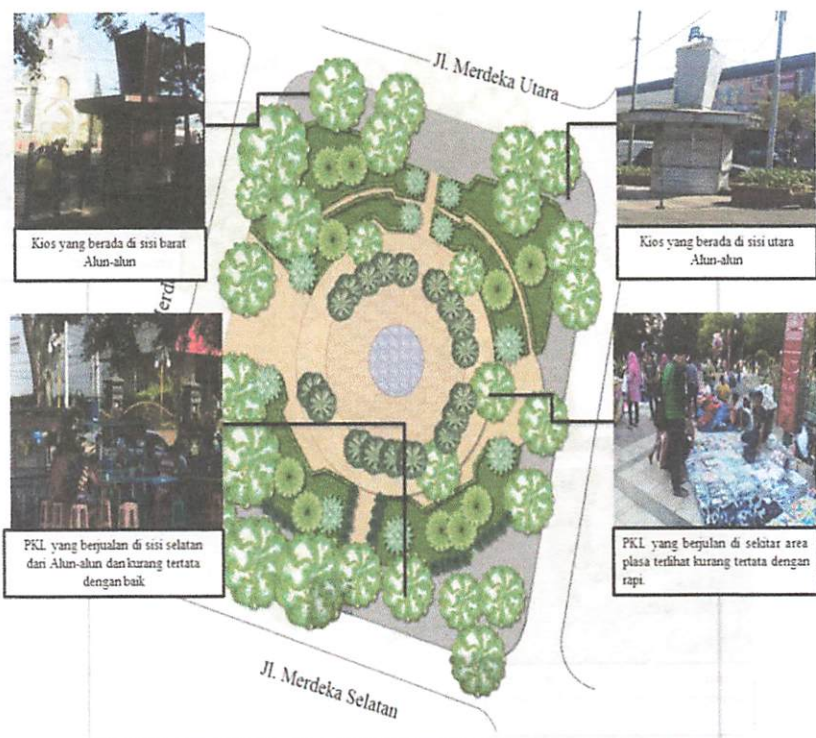 Jl. Merdeka Utara
Kios yang berada di sisi barat
Alun-alun
Kios yang berada di sisi utara
Alun-alun
PKL yang berjualan di sisi selatan
dari Alun-alun dan kurang tertata
dengan baik
PKL yang berjulan di sekitar area
plasa terlihat kurang tertata dengan
rapi.
Jl. Merdeka Selatan